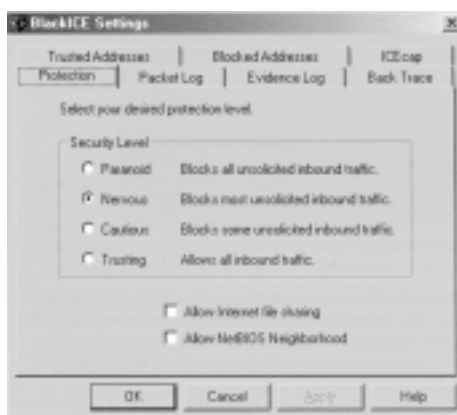 BlackICE Settings
Trusted Addresses Blocked Addresses ICEcap
Protection Packet Log Evidence Log Back Trace
Select your desired protection level.
Security Level
Paranoid Blocks all unsolicited inbound traffic.
Nervous Blocks most unsolicited inbound traffic.
Cautious Blocks some unsolicited inbound traffic.
Trusting Allows all inbound traffic.
Allow Internet file sharing
Allow NetBIOS Neighborhood
OK Cancel Apply Help